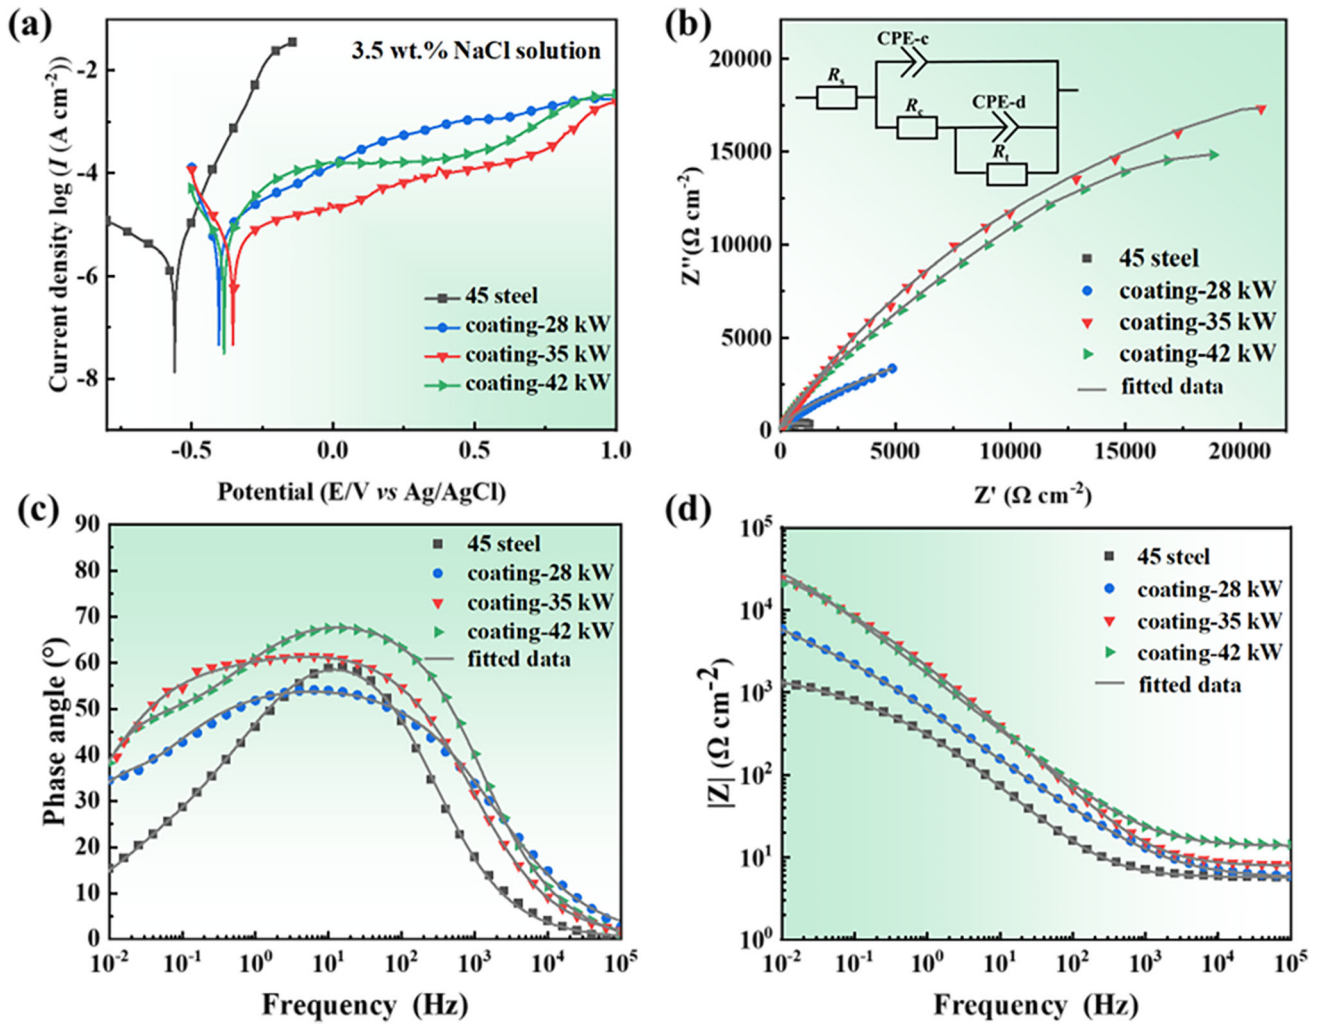 (a)
3.5 wt.% NaCl solution
Current density log (I (A cm⁻²))
-2
-4
-6
-8
45 steel
coating-28 kW
coating-35 kW
coating-42 kW
-0.5
0.0
0.5
1.0
Potential (E/V vs Ag/AgCl)
(b)
Z"(Ω cm⁻²)
20000
15000
10000
5000
0
CPE-c
Rs
Rc
CPE-d
Rt
45 steel
coating-28 kW
coating-35 kW
coating-42 kW
fitted data
0
5000
10000
15000
20000
Z' (Ω cm⁻²)
(c)
Phase angle (°)
90
80
70
60
50
40
30
20
10
0
45 steel
coating-28 kW
coating-35 kW
coating-42 kW
fitted data
10⁻²
10⁻¹
10⁰
10¹
10²
10³
10⁴
10⁵
Frequency (Hz)
(d)
|Z| (Ω cm⁻²)
10⁵
10⁴
10³
10²
10¹
10⁰
45 steel
coating-28 kW
coating-35 kW
coating-42 kW
fitted data
10⁻²
10⁻¹
10⁰
10¹
10²
10³
10⁴
10⁵
Frequency (Hz)